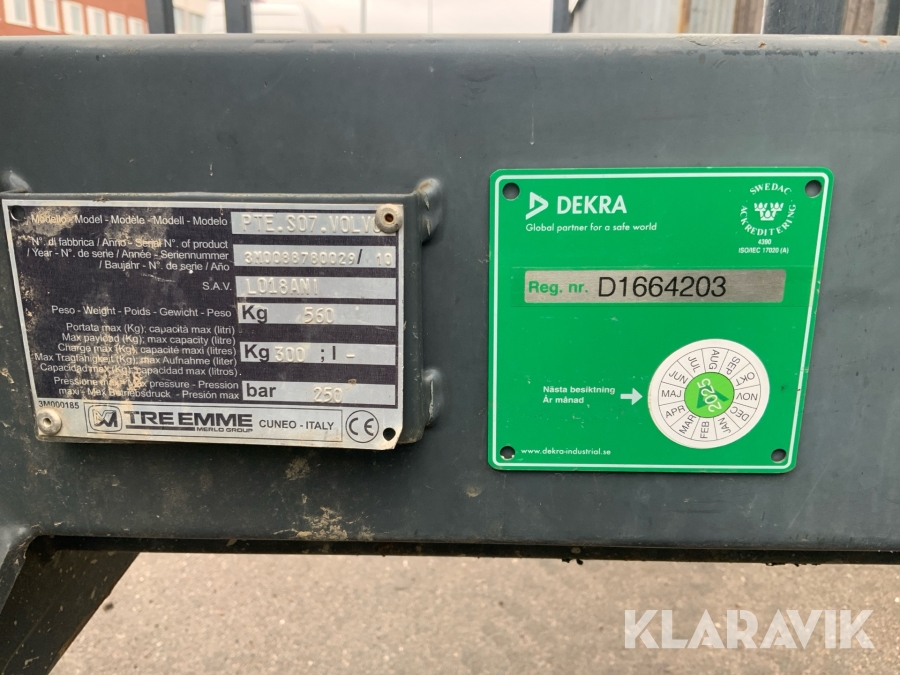 Modello - Model - Modèle - Modell - Modelo PTE.S07.VOLVO
N°. di fabbrica / Anno - Serial N°. of product
/ Year - N°. de série / Année - Seriennummer
/ Baujahr - N°. de serie / Año
3M0088780029/ 10
S.A.V. L018AN1
Peso - Weight - Poids - Gewicht - Peso Kg 560
Portata max (Kg); capacità max (litri)
Max payload (Kg); max capacity (litre)
Charge max (Kg); capacité maxi (litres)
Max Tragfähigkeit (Kg); max Aufnahme (liter)
Capacidad max (Kg); capacidad max (litros)
Kg 300 ; l -
Pressione max - Max pressure - Pression
maxi - Max Betriebsdruck - Presión max
bar 250
3M000185
TRE EMME
MERLO GROUP
CUNEO - ITALY
CE
DEKRA
Global partner for a safe world
SWEDAC
ACKREDITERING
4390
ISO/IEC 17020 (A)
Reg. nr. D1664203
Nästa besiktning
År månad
2025
JAN FEB MAR APR MAJ JUN JUL AUG SEP OKT NOV DEC
www.dekra-industrial.se
KLARAVIK